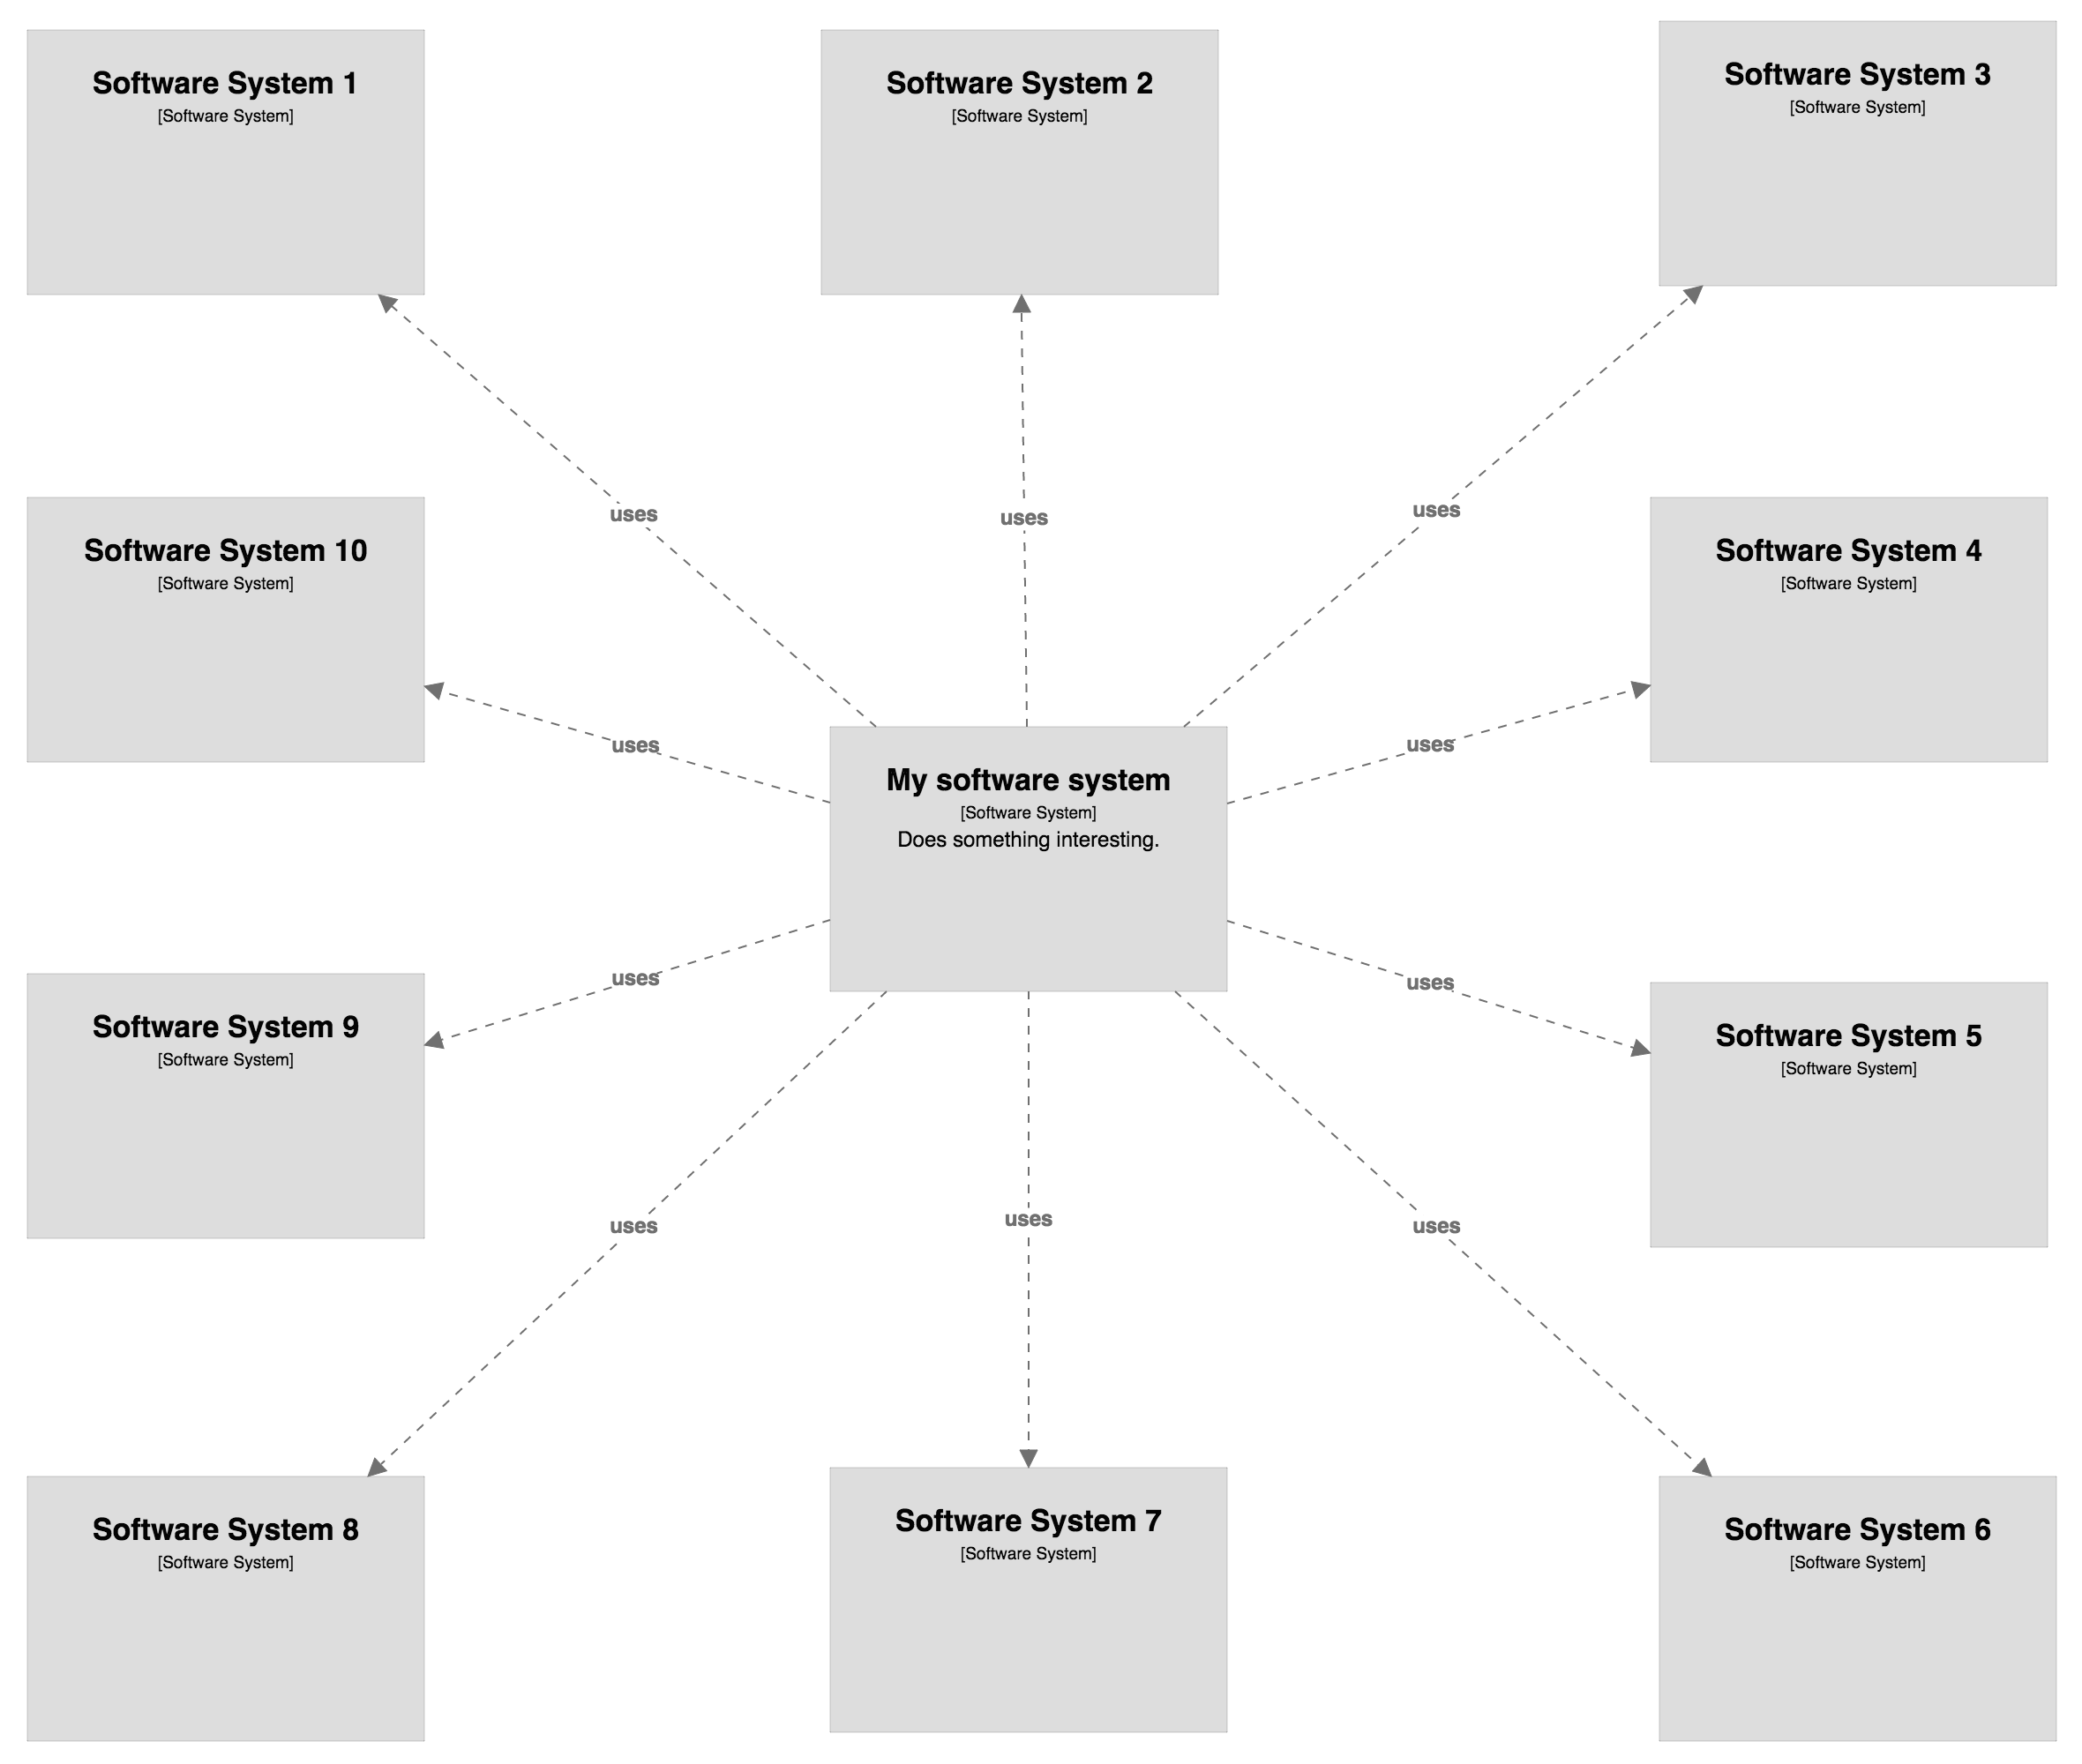 Software System 1
[Software System]
Software System 2
[Software System]
Software System 3
[Software System]
uses
uses
uses
Software System 10
[Software System]
Software System 4
[Software System]
uses
uses
My software system
[Software System]
Does something interesting.
uses
uses
Software System 9
[Software System]
Software System 5
[Software System]
uses
uses
uses
Software System 8
[Software System]
Software System 7
[Software System]
Software System 6
[Software System]